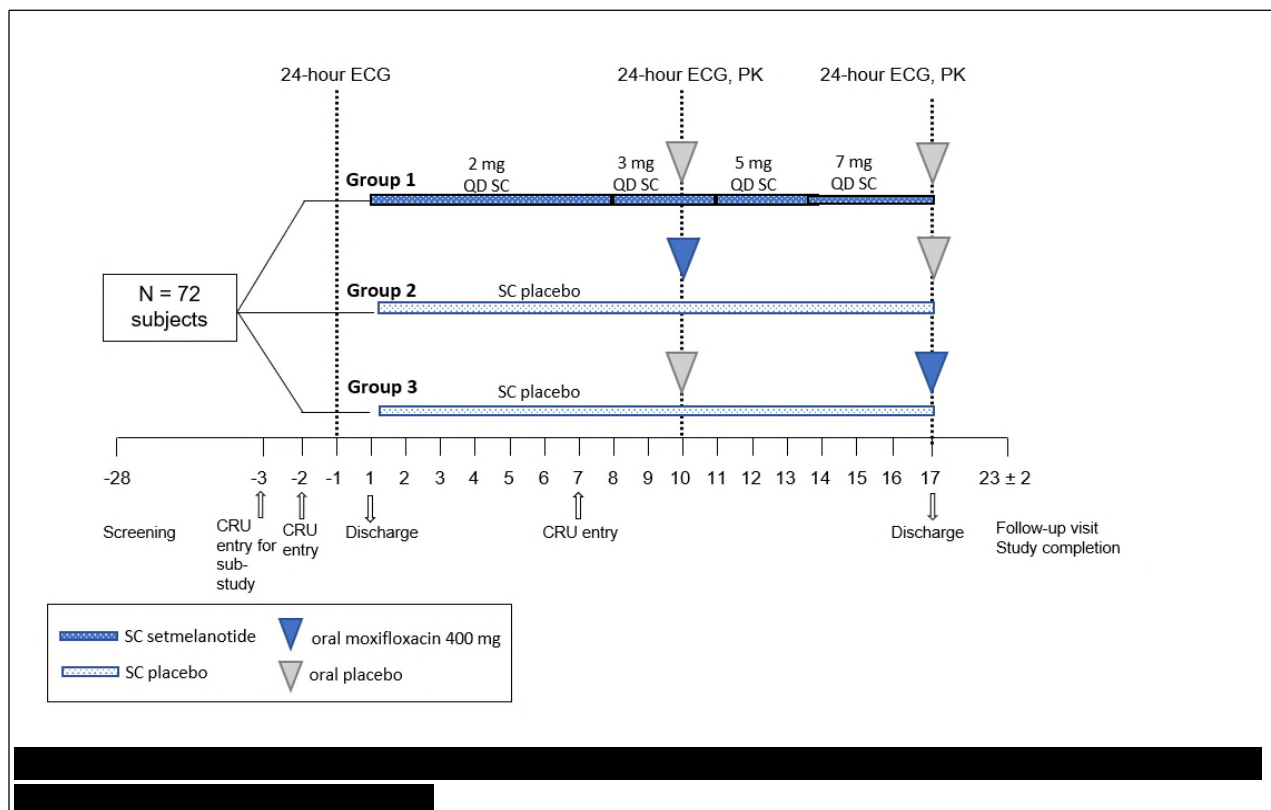 24-hour ECG
24-hour ECG, PK
24-hour ECG, PK
2 mg
QD SC
3 mg
QD SC
5 mg
QD SC
7 mg
QD SC
Group 1
N = 72
subjects
Group 2
SC placebo
Group 3
SC placebo
-28 -3 -2 -1 1 2 3 4 5 6 7 8 9 10 11 12 13 14 15 16 17 23 ± 2
Screening
CRU
entry for
sub-
study
CRU
entry
Discharge
CRU entry
Discharge
Follow-up visit
Study completion
SC setmelanotide
oral moxifloxacin 400 mg
SC placebo
oral placebo